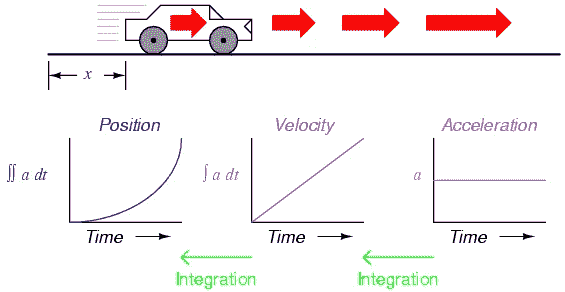 x
Position
Velocity
Acceleration
∬ a dt
∫ a dt
a
Time
Time
Time
Integration
Integration